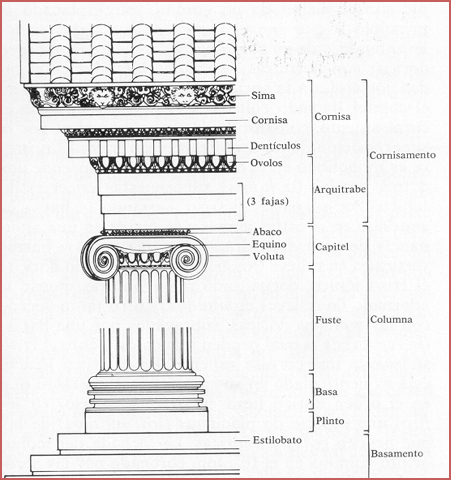 Sima
Cornisa
Dentículos
Ovolos
(3 fajas)
Abaco
Equino
Voluta
Estilobato
Cornisa
Arquitrabe
Capitel
Fuste
Basa
Plinto
Cornisamento
Columna
Basamento